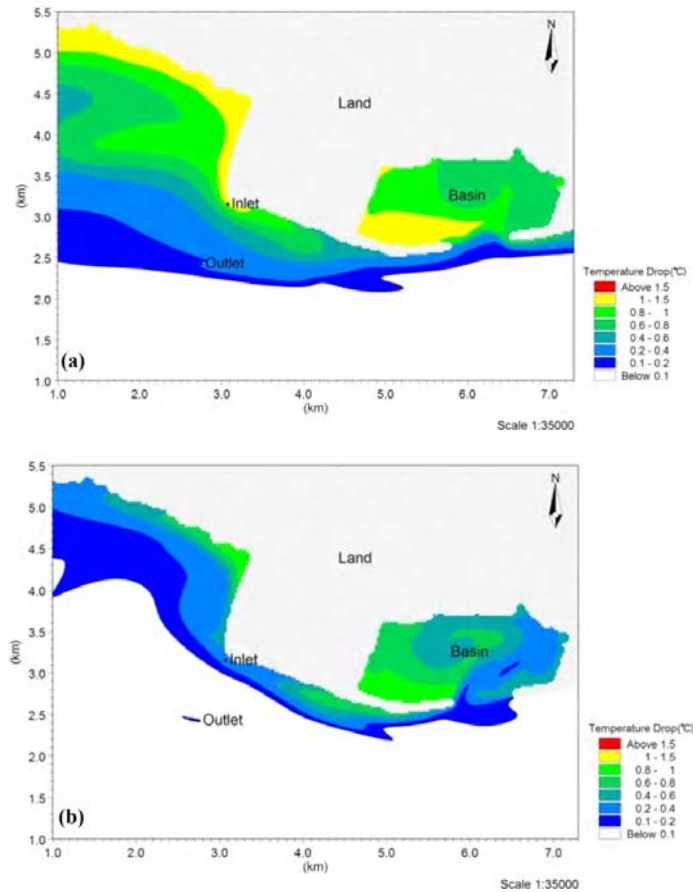 5.5
5.0
4.5
4.0
3.5
3.0
2.5
2.0
1.5
1.0
(km)
N
Land
Basin
Inlet
Outlet
(a)
1.0 2.0 3.0 4.0 5.0 6.0 7.0
(km)
Temperature Drop(℃)
Above 1.5
1 - 1.5
0.8 - 1
0.6 - 0.8
0.4 - 0.6
0.2 - 0.4
0.1 - 0.2
Below 0.1
Scale 1:35000
5.5
5.0
4.5
4.0
3.5
3.0
2.5
2.0
1.5
1.0
(km)
N
Land
Basin
Inlet
Outlet
(b)
1.0 2.0 3.0 4.0 5.0 6.0 7.0
(km)
Temperature Drop(℃)
Above 1.5
1 - 1.5
0.8 - 1
0.6 - 0.8
0.4 - 0.6
0.2 - 0.4
0.1 - 0.2
Below 0.1
Scale 1:35000